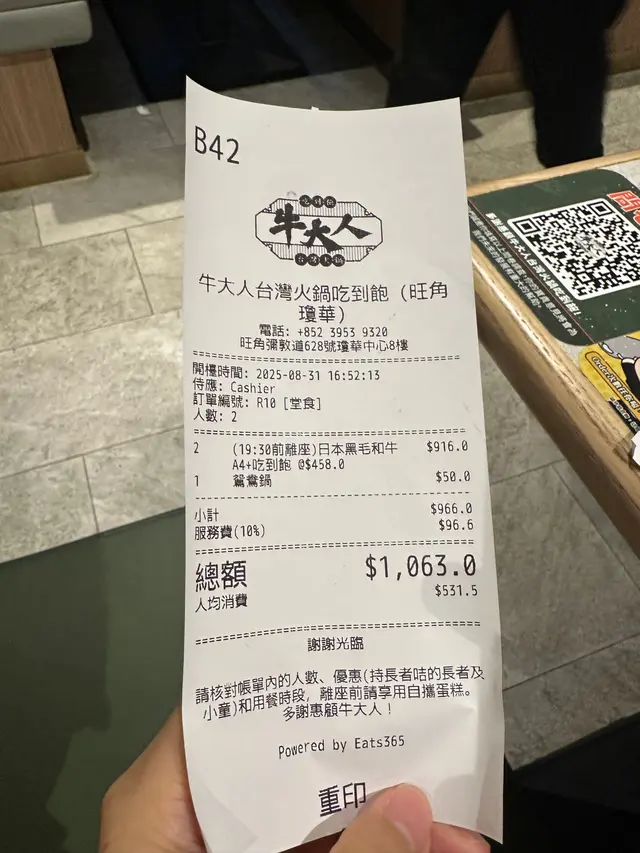 B42
吃到飽
牛大人
台灣火鍋
牛大人台灣火鍋吃到飽 (旺角
瓊華)
電話: +852 3953 9320
旺角彌敦道628號瓊華中心8樓
開檯時間: 2025-08-31 16:52:13
侍應: Cashier
訂單編號: R10 [堂食]
人數: 2
2 (19:30前離座)日本黑毛和牛 $916.0
A4+吃到飽 @$458.0
1 鴛鴦鍋 $50.0
小計 $966.0
服務費(10%) $96.6
總額 $1,063.0
人均消費 $531.5
謝謝光臨
請核對帳單內的人數、優惠(持長者咭的長者及
小童)和用餐時段，離座前請享用自攜蛋糕。
多謝惠顧牛大人！
Powered by Eats365
重印